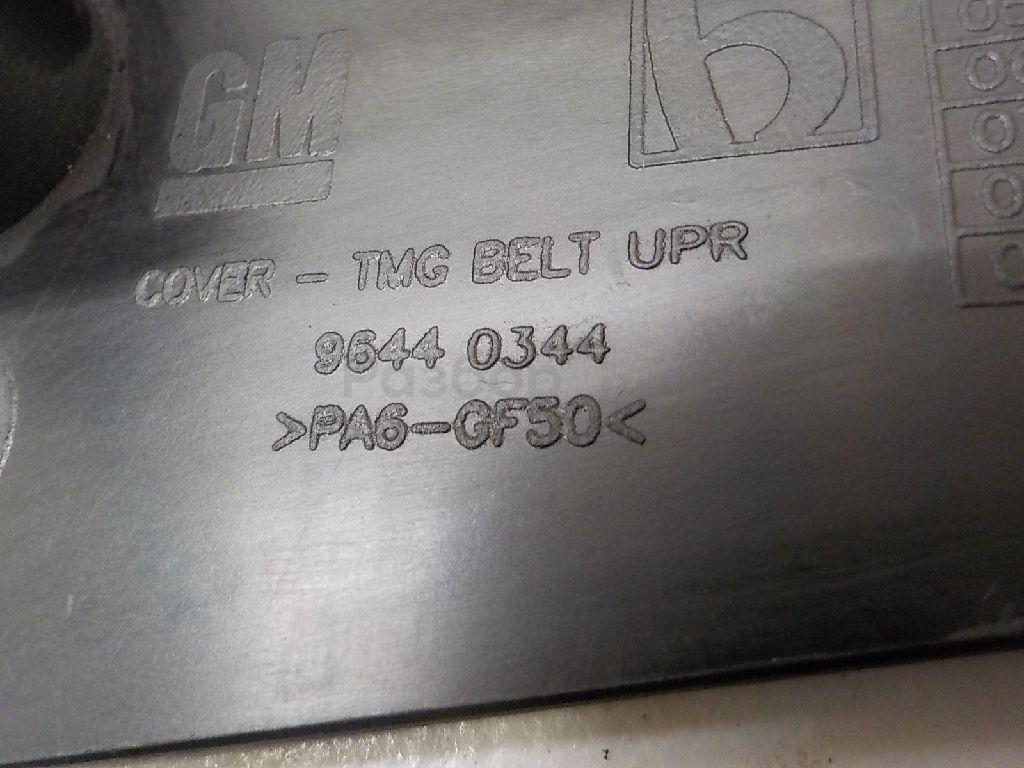 GM
COVER - TMG BELT UPR
9644 0344
>PA6-GF50<